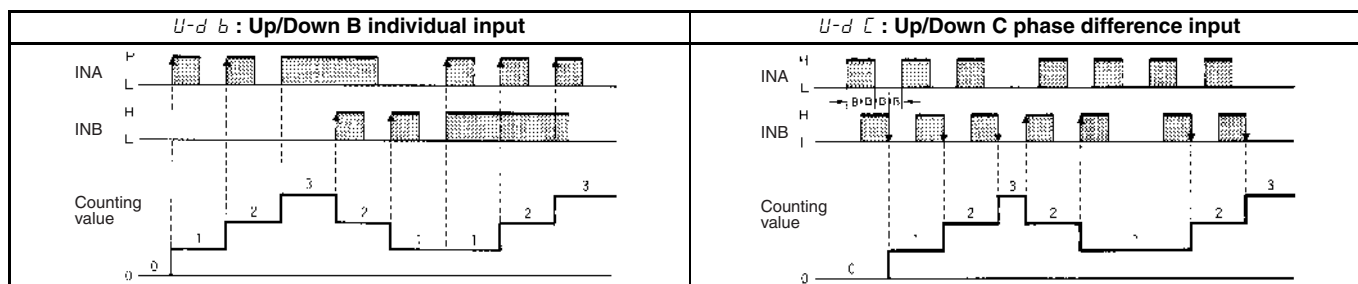 U-d b : Up/Down B individual input
INA
L
H
INB
L
3
3
Counting
value
2
2
2
1
1
0
0
U-d C : Up/Down C phase difference input
H
INA
L
H
INB
3
3
Counting
value
2
2
2
0